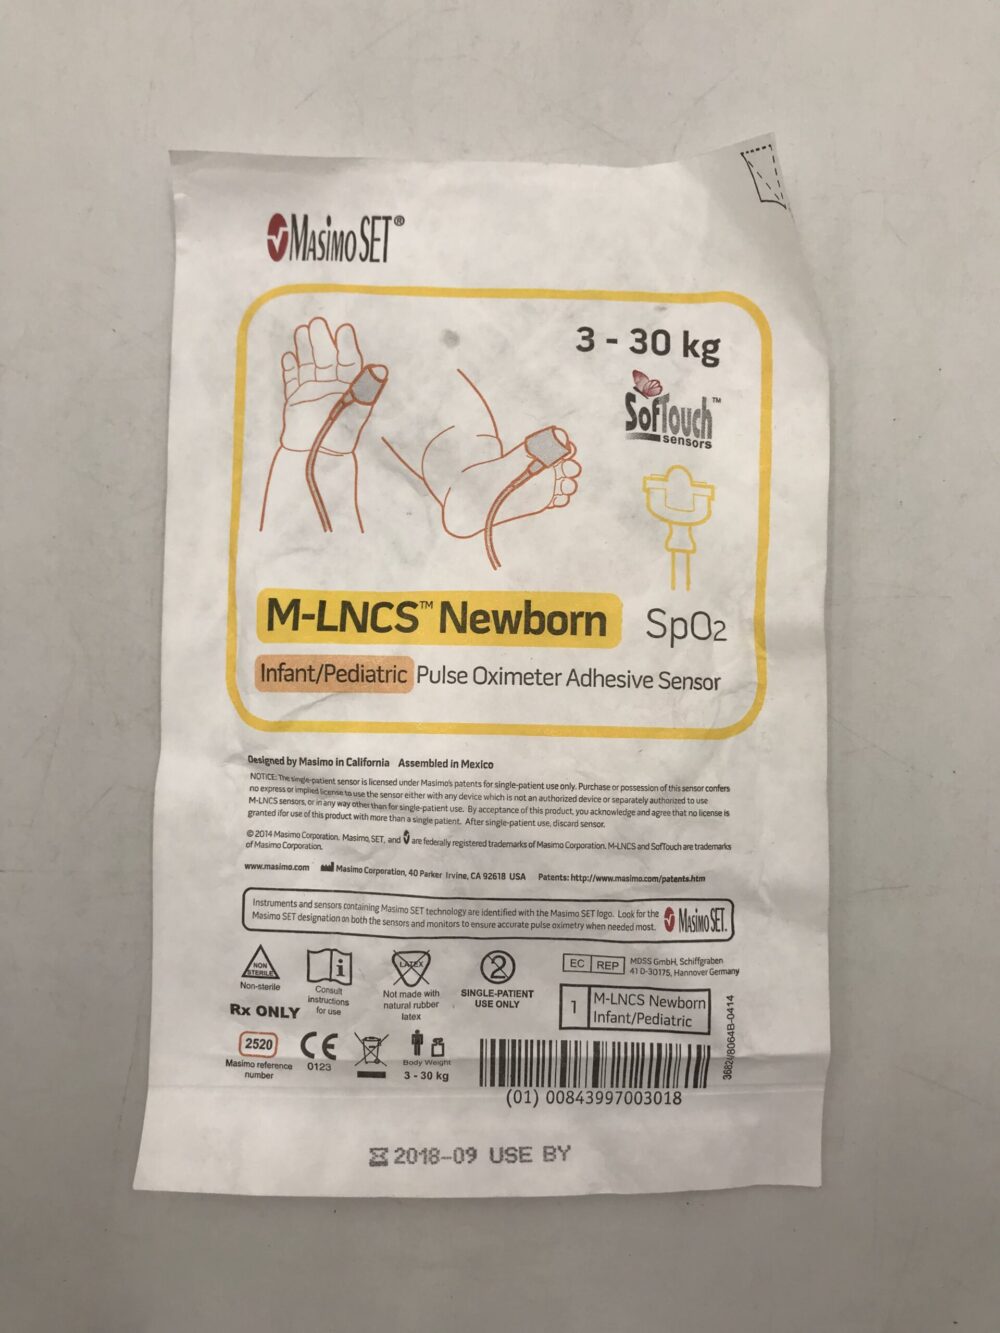 MASIMO SET®
3 - 30 kg
SofTouch™
sensors
M-LNCS™ Newborn
SpO2
Infant/Pediatric Pulse Oximeter Adhesive Sensor
Designed by Masimo in California Assembled in Mexico
NOTICE: The single-patient sensor is licensed under Masimo's patents for single-patient use only. Purchase or possession of this sensor confers
no express or implied license to use the sensor either with any device which is not an authorized device or separately authorized to use
M-LNCS sensors, or in any way other than for single-patient use. By acceptance of this product, you acknowledge and agree that no license is
granted ifor use of this product with more than a single patient. After single-patient use, discard sensor.
© 2014 Masimo Corporation. Masimo, SET, and are federally registered trademarks of Masimo Corporation. M-LNCS and SofTouch are trademarks
of Masimo Corporation.
www.masimo.com Masimo Corporation, 40 Parker Irvine, CA 92618 USA Patents: http://www.masimo.com/patents.htm
Instruments and sensors containing Masimo SET technology are identified with the Masimo SET logo. Look for the
Masimo SET designation on both the sensors and monitors to ensure accurate pulse oximetry when needed most.
MASIMO SET.
NON
STERILE
Non-sterile
i
Consult
instructions
for use
LATEX
Not made with
natural rubber
latex
2
SINGLE-PATIENT
USE ONLY
EC REP
MDSS GmbH, Schiffgraben
41 D-30175, Hannover Germany
Rx ONLY
1
M-LNCS Newborn
Infant/Pediatric
2520
Masimo reference
number
CE
0123
Body Weight
3 - 30 kg
3682//8064B-0414
(01) 00843997003018
2018-09 USE BY